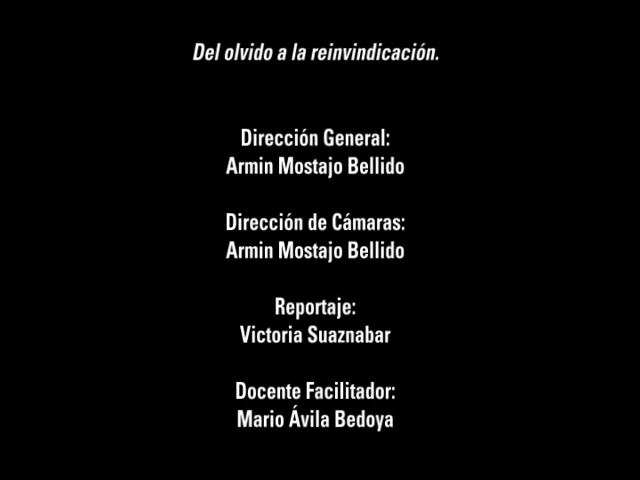 Del olvido a la reinvindicación.
Dirección General:
Armin Mostajo Bellido
Dirección de Cámaras:
Armin Mostajo Bellido
Reportaje:
Victoria Suaznabar
Docente Facilitador:
Mario Ávila Bedoya